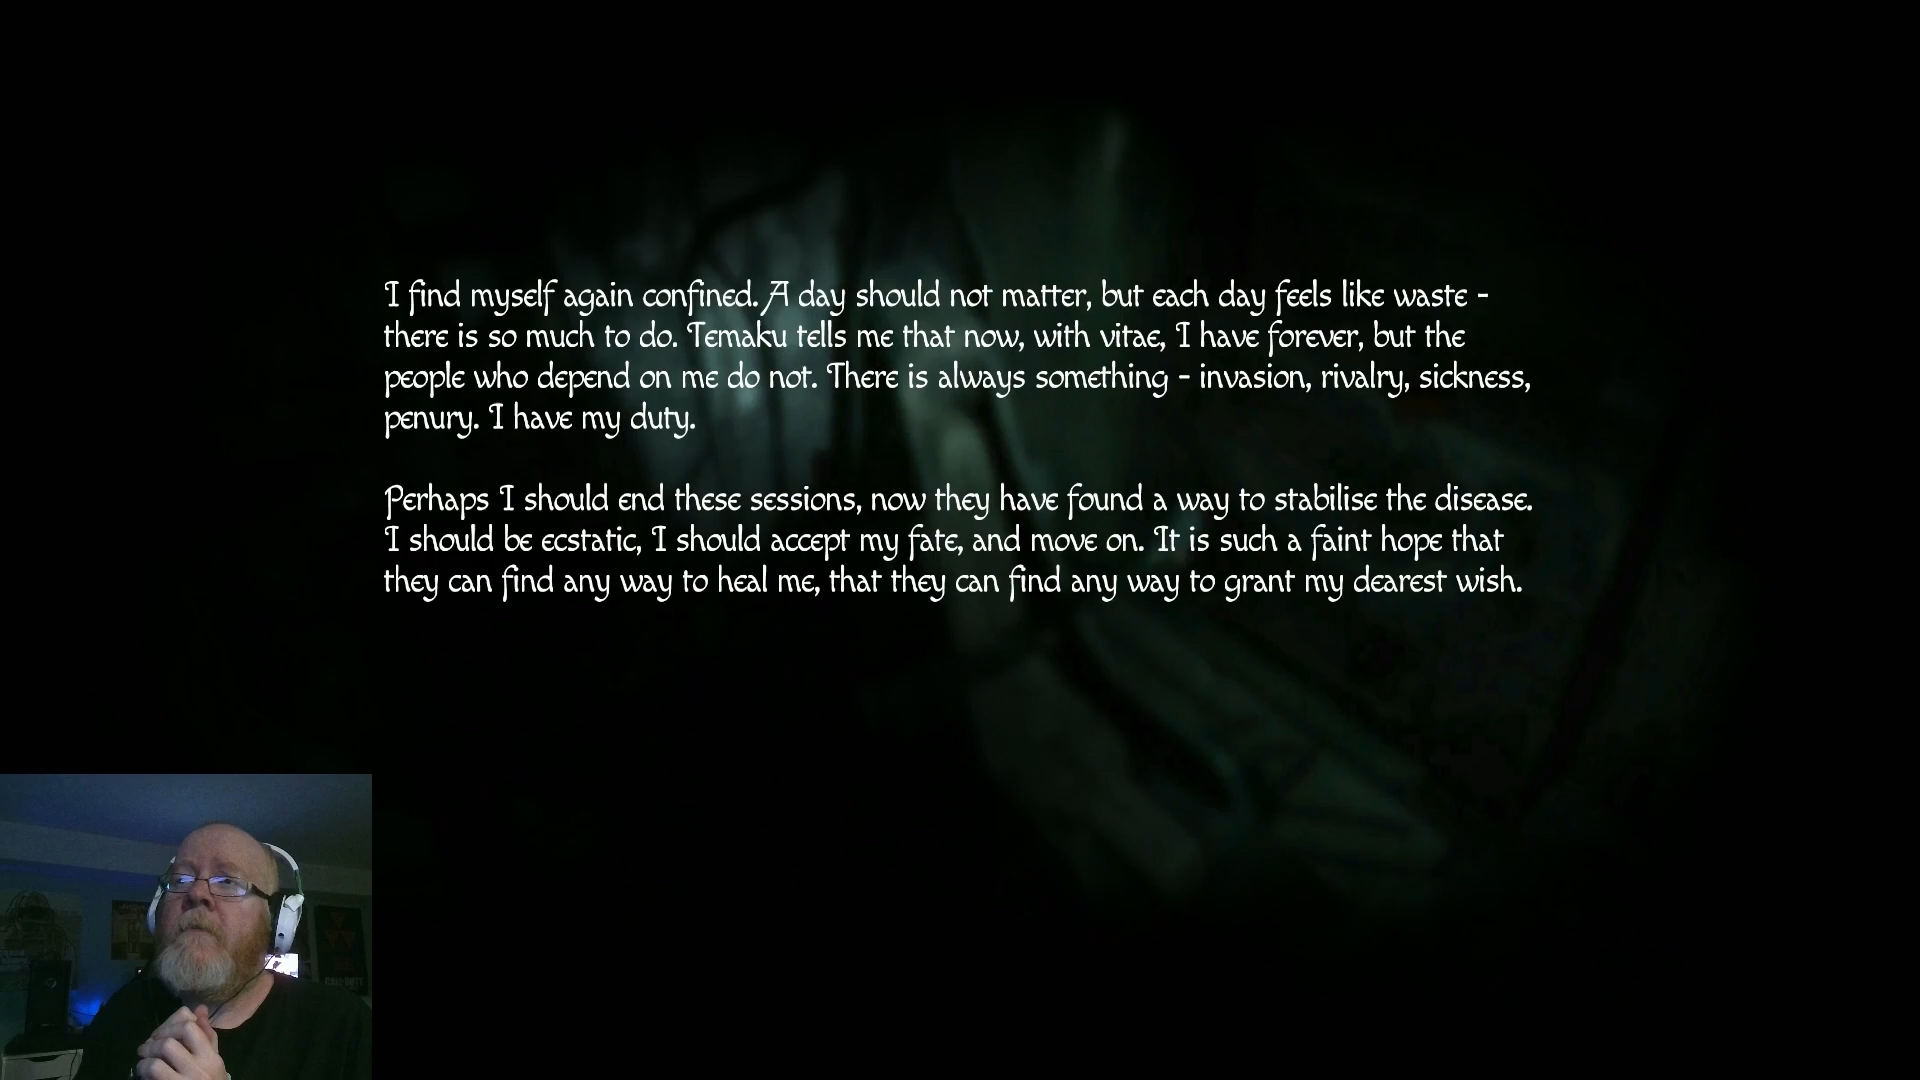 I find myself again confined. A day should not matter, but each day feels like waste -
there is so much to do. Temaku tells me that now, with vitae, I have forever, but the
people who depend on me do not. There is always something - invasion, rivalry, sickness,
penury. I have my duty.
Perhaps I should end these sessions, now they have found a way to stabilise the disease.
I should be ecstatic, I should accept my fate, and move on. It is such a faint hope that
they can find any way to heal me, that they can find any way to grant my dearest wish.